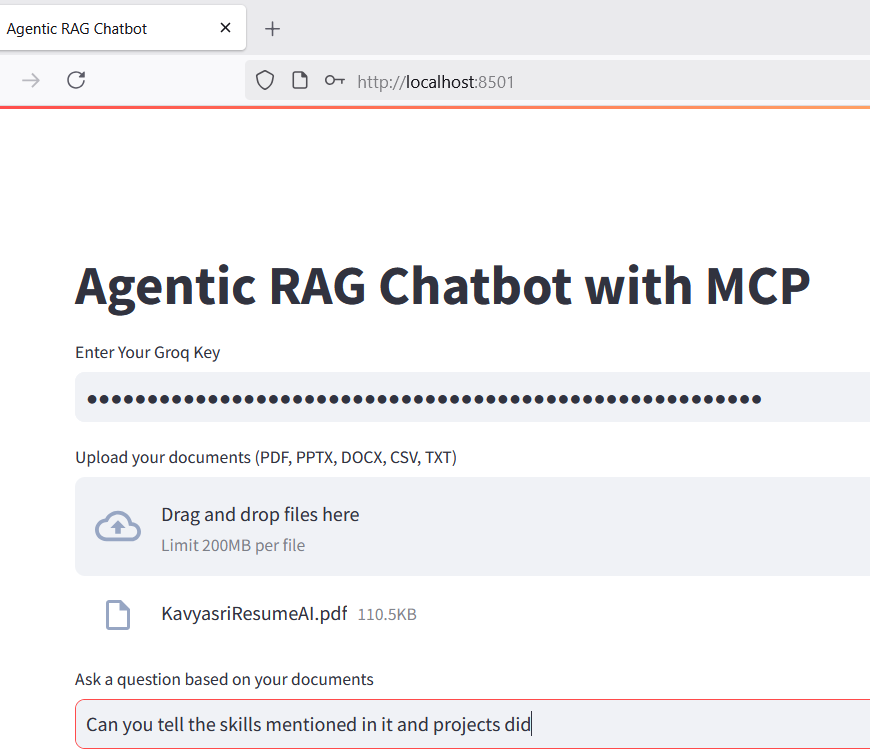 Agentic RAG Chatbot
http://localhost:8501
Agentic RAG Chatbot with MCP
Enter Your Groq Key
Upload your documents (PDF, PPTX, DOCX, CSV, TXT)
Drag and drop files here
Limit 200MB per file
KavyasriResumeAI.pdf 110.5KB
Ask a question based on your documents
Can you tell the skills mentioned in it and projects did